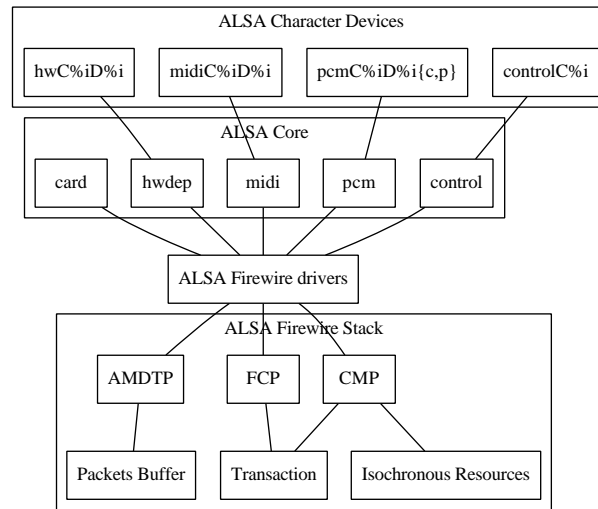 ALSA Character Devices
hwC%iD%i
midiC%iD%i
pcmC%iD%i{c,p}
controlC%i
ALSA Core
card
hwdep
midi
pcm
control
ALSA Firewire drivers
ALSA Firewire Stack
AMDTP
FCP
CMP
Packets Buffer
Transaction
Isochronous Resources